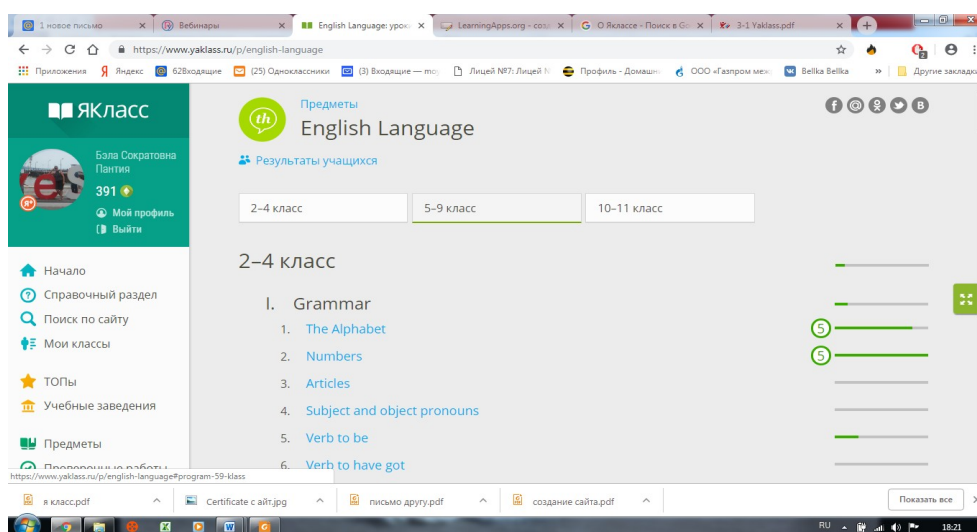 1 новое письмо
Вебинары
English Language: уроки
LearningApps.org - созд
О Яклассе - Поиск в Go
3-1 Yaklass.pdf
https://www.yaklass.ru/p/english-language
Приложения
Яндекс
62Входящие
(25) Одноклассники
(3) Входящие —
Лицей №7: Лицей
Профиль - Домашн
ООО «Газпром меж
Bellka Bellka
»
Другие закладк
ЯКласс
Бэла Сократовна
Пантия
391
Мой профиль
Выйти
Начало
Справочный раздел
Поиск по сайту
Мои классы
ТОПы
Учебные заведения
Предметы
Проверочные работы
th
Предметы
English Language
Результаты учащихся
2–4 класс
5–9 класс
10–11 класс
2–4 класс
I. Grammar
1. The Alphabet
5
2. Numbers
5
3. Articles
4. Subject and object pronouns
5. Verb to be
6. Verb to have got
https://www.yaklass.ru/p/english-language#program-59-klass
я класс.pdf
Certificate с айт.jpg
письмо другу.pdf
создание сайта.pdf
Показать все
RU
18:21